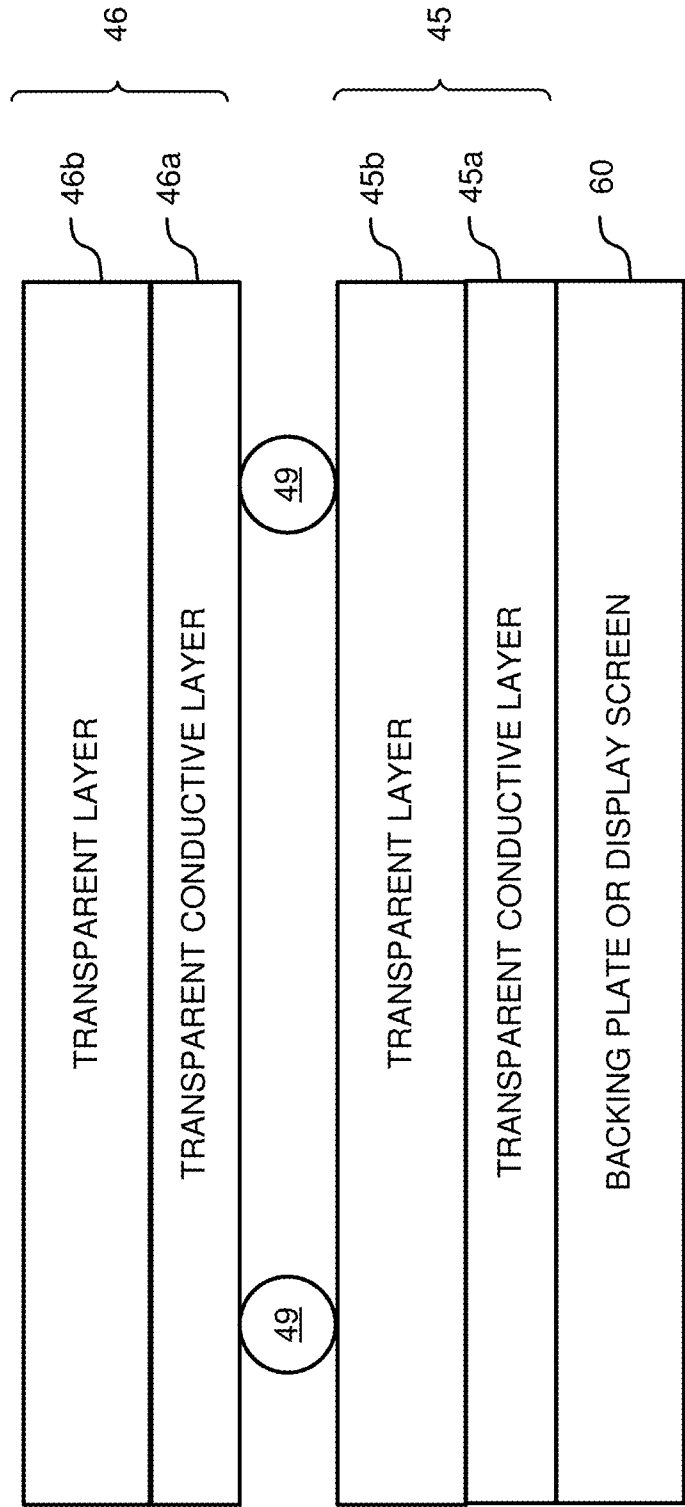 TRANSPARENT LAYER 46b
46
TRANSPARENT CONDUCTIVE LAYER 46a
49 49
TRANSPARENT LAYER 45b
45
TRANSPARENT CONDUCTIVE LAYER 45a
BACKING PLATE OR DISPLAY SCREEN 60